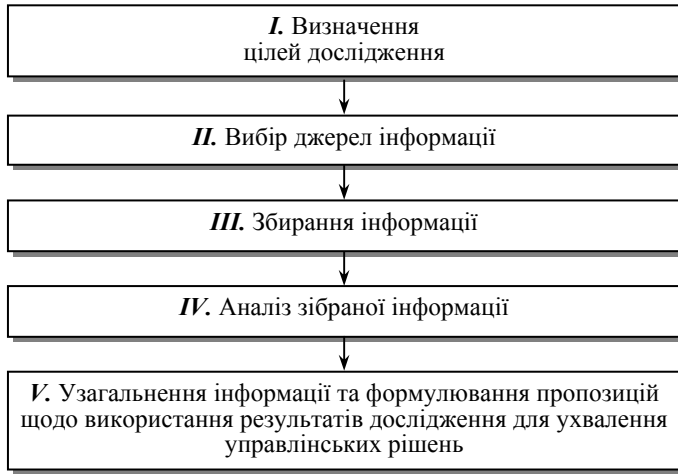 I. Визначення
цілей дослідження
II. Вибір джерел інформації
III. Збирання інформації
IV. Аналіз зібраної інформації
V. Узагальнення інформації та формулювання пропозицій
щодо використання результатів дослідження для ухвалення
управлінських рішень